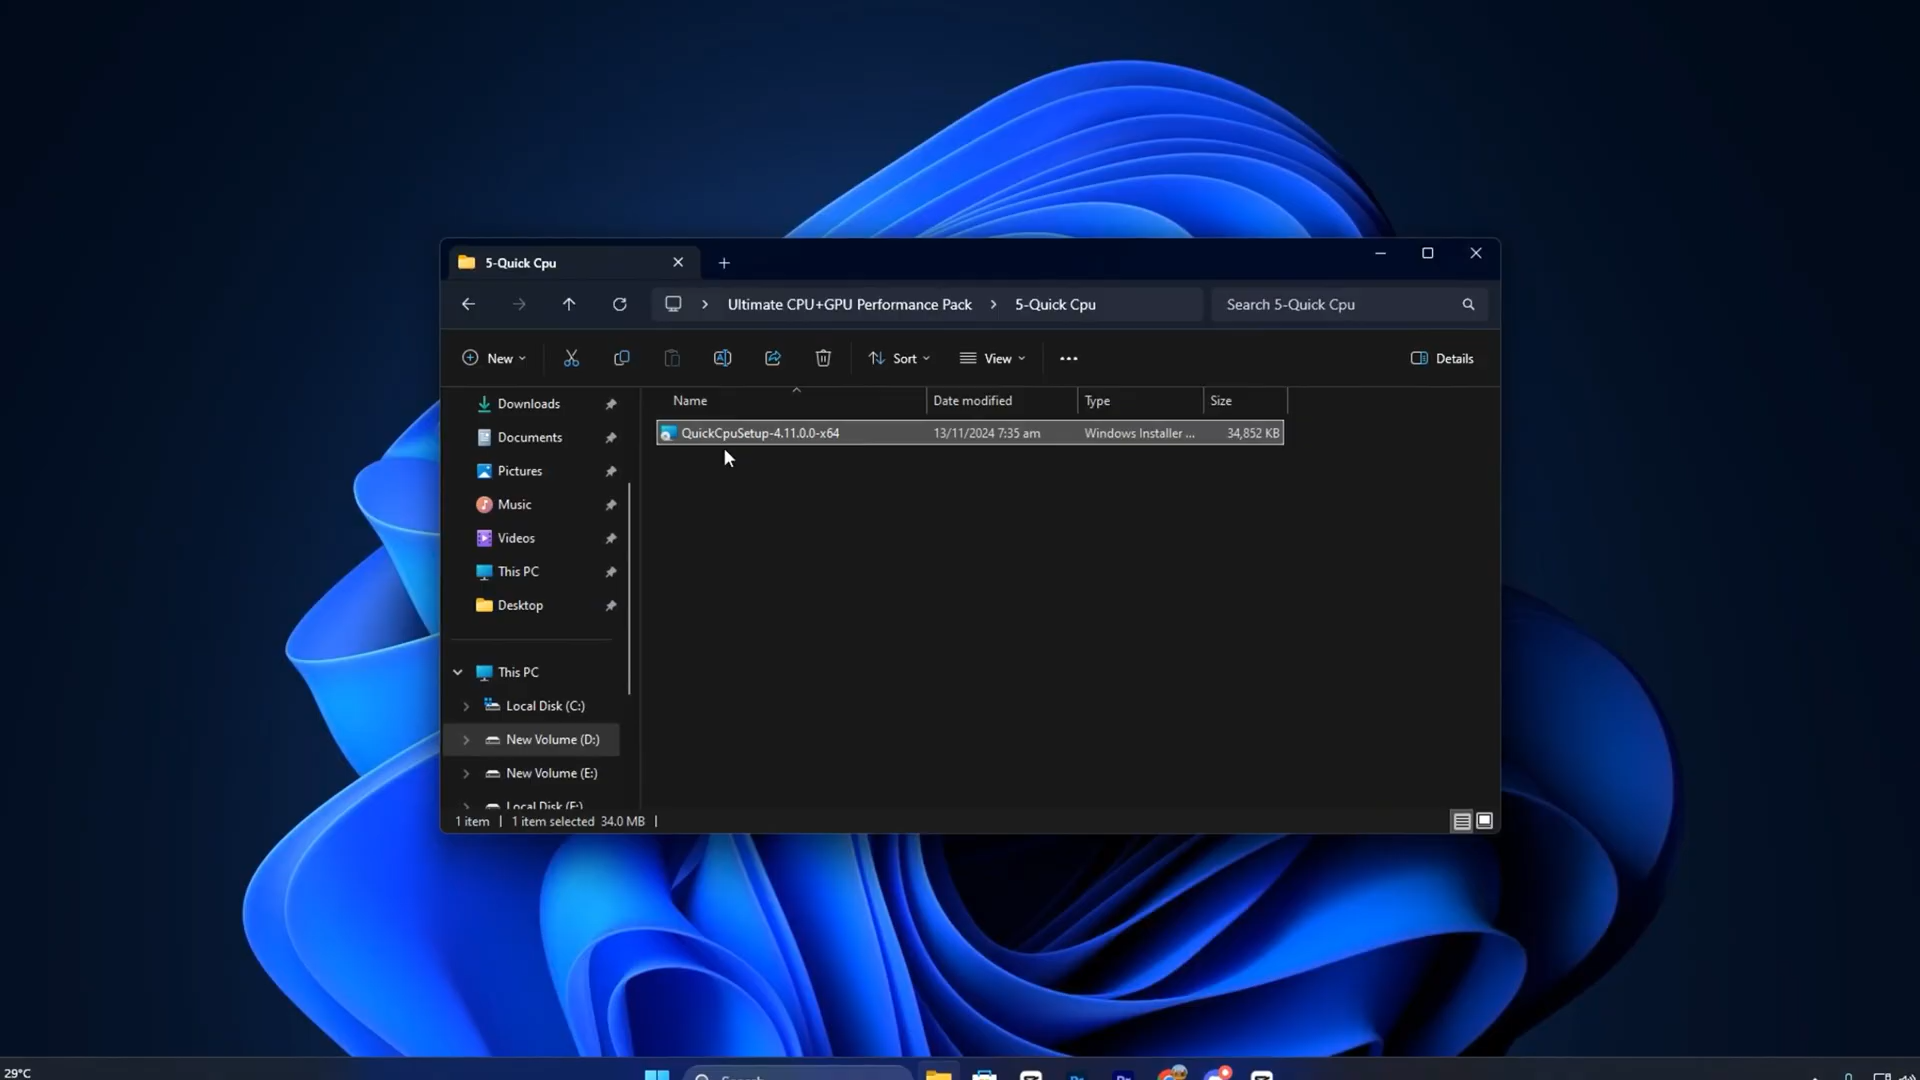 5-Quick Cpu
Ultimate CPU+GPU Performance Pack
5-Quick Cpu
Search 5-Quick Cpu
New
Sort
View
Details
Name
Date modified
Type
Size
Downloads
QuickCpuSetup-4.11.0.0-x64
13/11/2024 7:35 am
Windows Installer ...
34,852 KB
Documents
Pictures
Music
Videos
This PC
Desktop
This PC
Local Disk (C:)
New Volume (D:)
New Volume (E:)
Local Disk (F:)
1 item
1 item selected 34.0 MB
29°C
Search